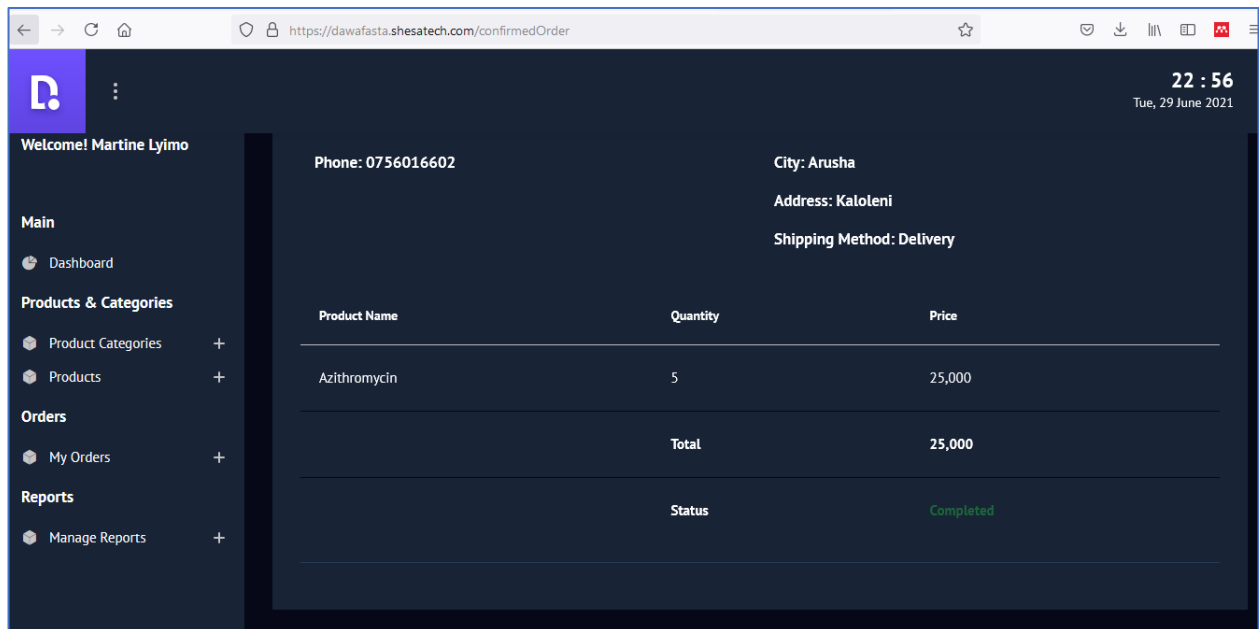 https://dawafasta.shesatech.com/confirmedOrder
D.
22 : 56
Tue, 29 June 2021
Welcome! Martine Lyimo
Main
Dashboard
Products & Categories
Product Categories +
Products +
Orders
My Orders +
Reports
Manage Reports +
Phone: 0756016602
City: Arusha
Address: Kaloleni
Shipping Method: Delivery
Product Name Quantity Price
Azithromycin 5 25,000
Total 25,000
Status Completed